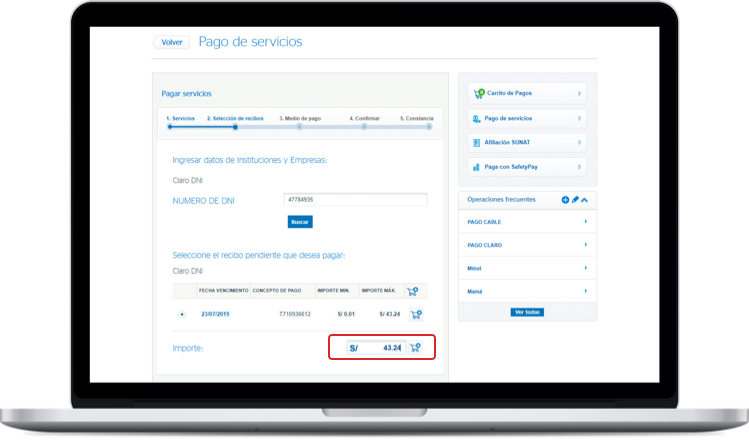 Volver Pago de servicios
Pagar servicios
1. Servicios 2. Selección de recibos 3. Medio de pago 4. Confirmar 5. Constancia
Ingresar datos de Instituciones y Empresas:
Claro DNI
NUMERO DE DNI 47784935
Buscar
Seleccione el recibo pendiente que desea pagar:
Claro DNI
FECHA VENCIMIENTO CONCEPTO DE PAGO IMPORTE MIN. IMPORTE MÁX.
23/07/2019 T710936612 S/ 0.01 S/ 43.24
Importe: S/ 43.24
0
Carrito de Pagos
Pago de servicios
Afiliación SUNAT
Paga con SafetyPay
Operaciones frecuentes
PAGO CABLE
PAGO CLARO
Minut
Mamá
Ver todas